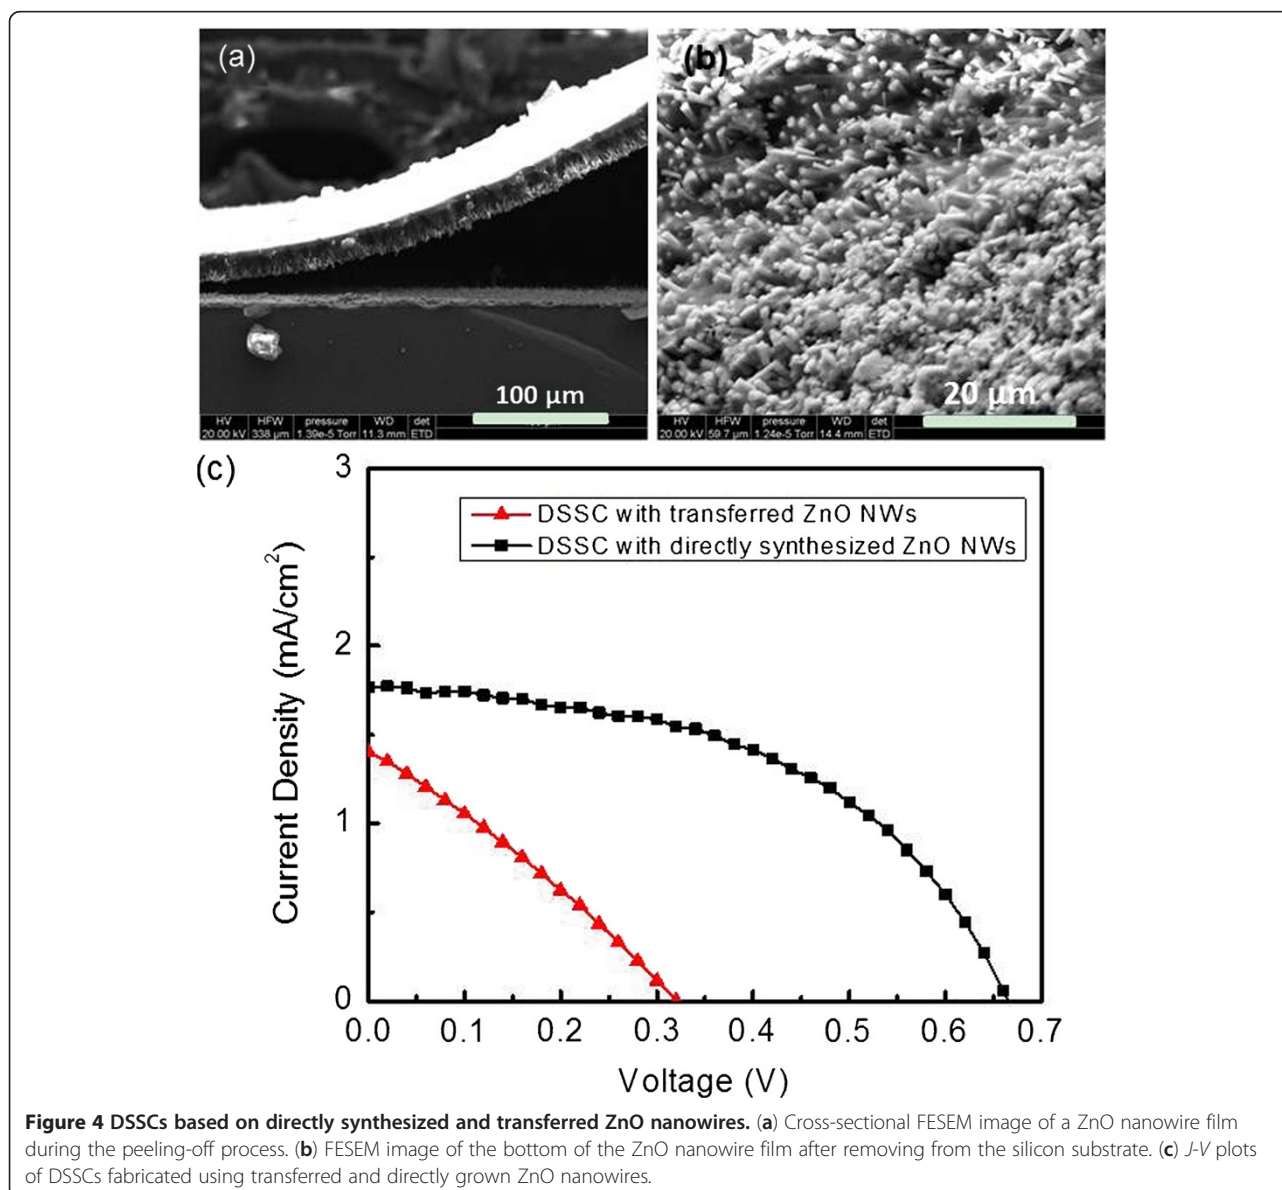 (a)
(b)
100 μm
20 μm
HV HFW pressure WD det
20.00 kV 338 μm 1.39e-5 Torr 11.3 mm ETD
HV HFW pressure WD det
20.00 kV 59.7 μm 1.24e-5 Torr 14.4 mm ETD
(c)
3
2
1
0
Current Density (mA/cm²)
DSSC with transferred ZnO NWs
DSSC with directly synthesized ZnO NWs
0.0 0.1 0.2 0.3 0.4 0.5 0.6 0.7
Voltage (V)
Figure 4 DSSCs based on directly synthesized and transferred ZnO nanowires. (a) Cross-sectional FESEM image of a ZnO nanowire film
during the peeling-off process. (b) FESEM image of the bottom of the ZnO nanowire film after removing from the silicon substrate. (c) J-V plots
of DSSCs fabricated using transferred and directly grown ZnO nanowires.